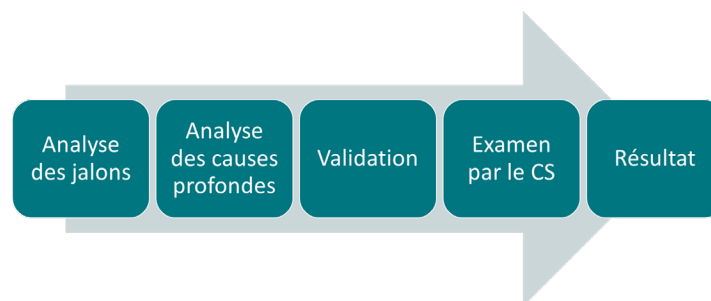 Analyse
des jalons
Analyse
des causes
profondes
Validation
Examen
par le CS
Résultat